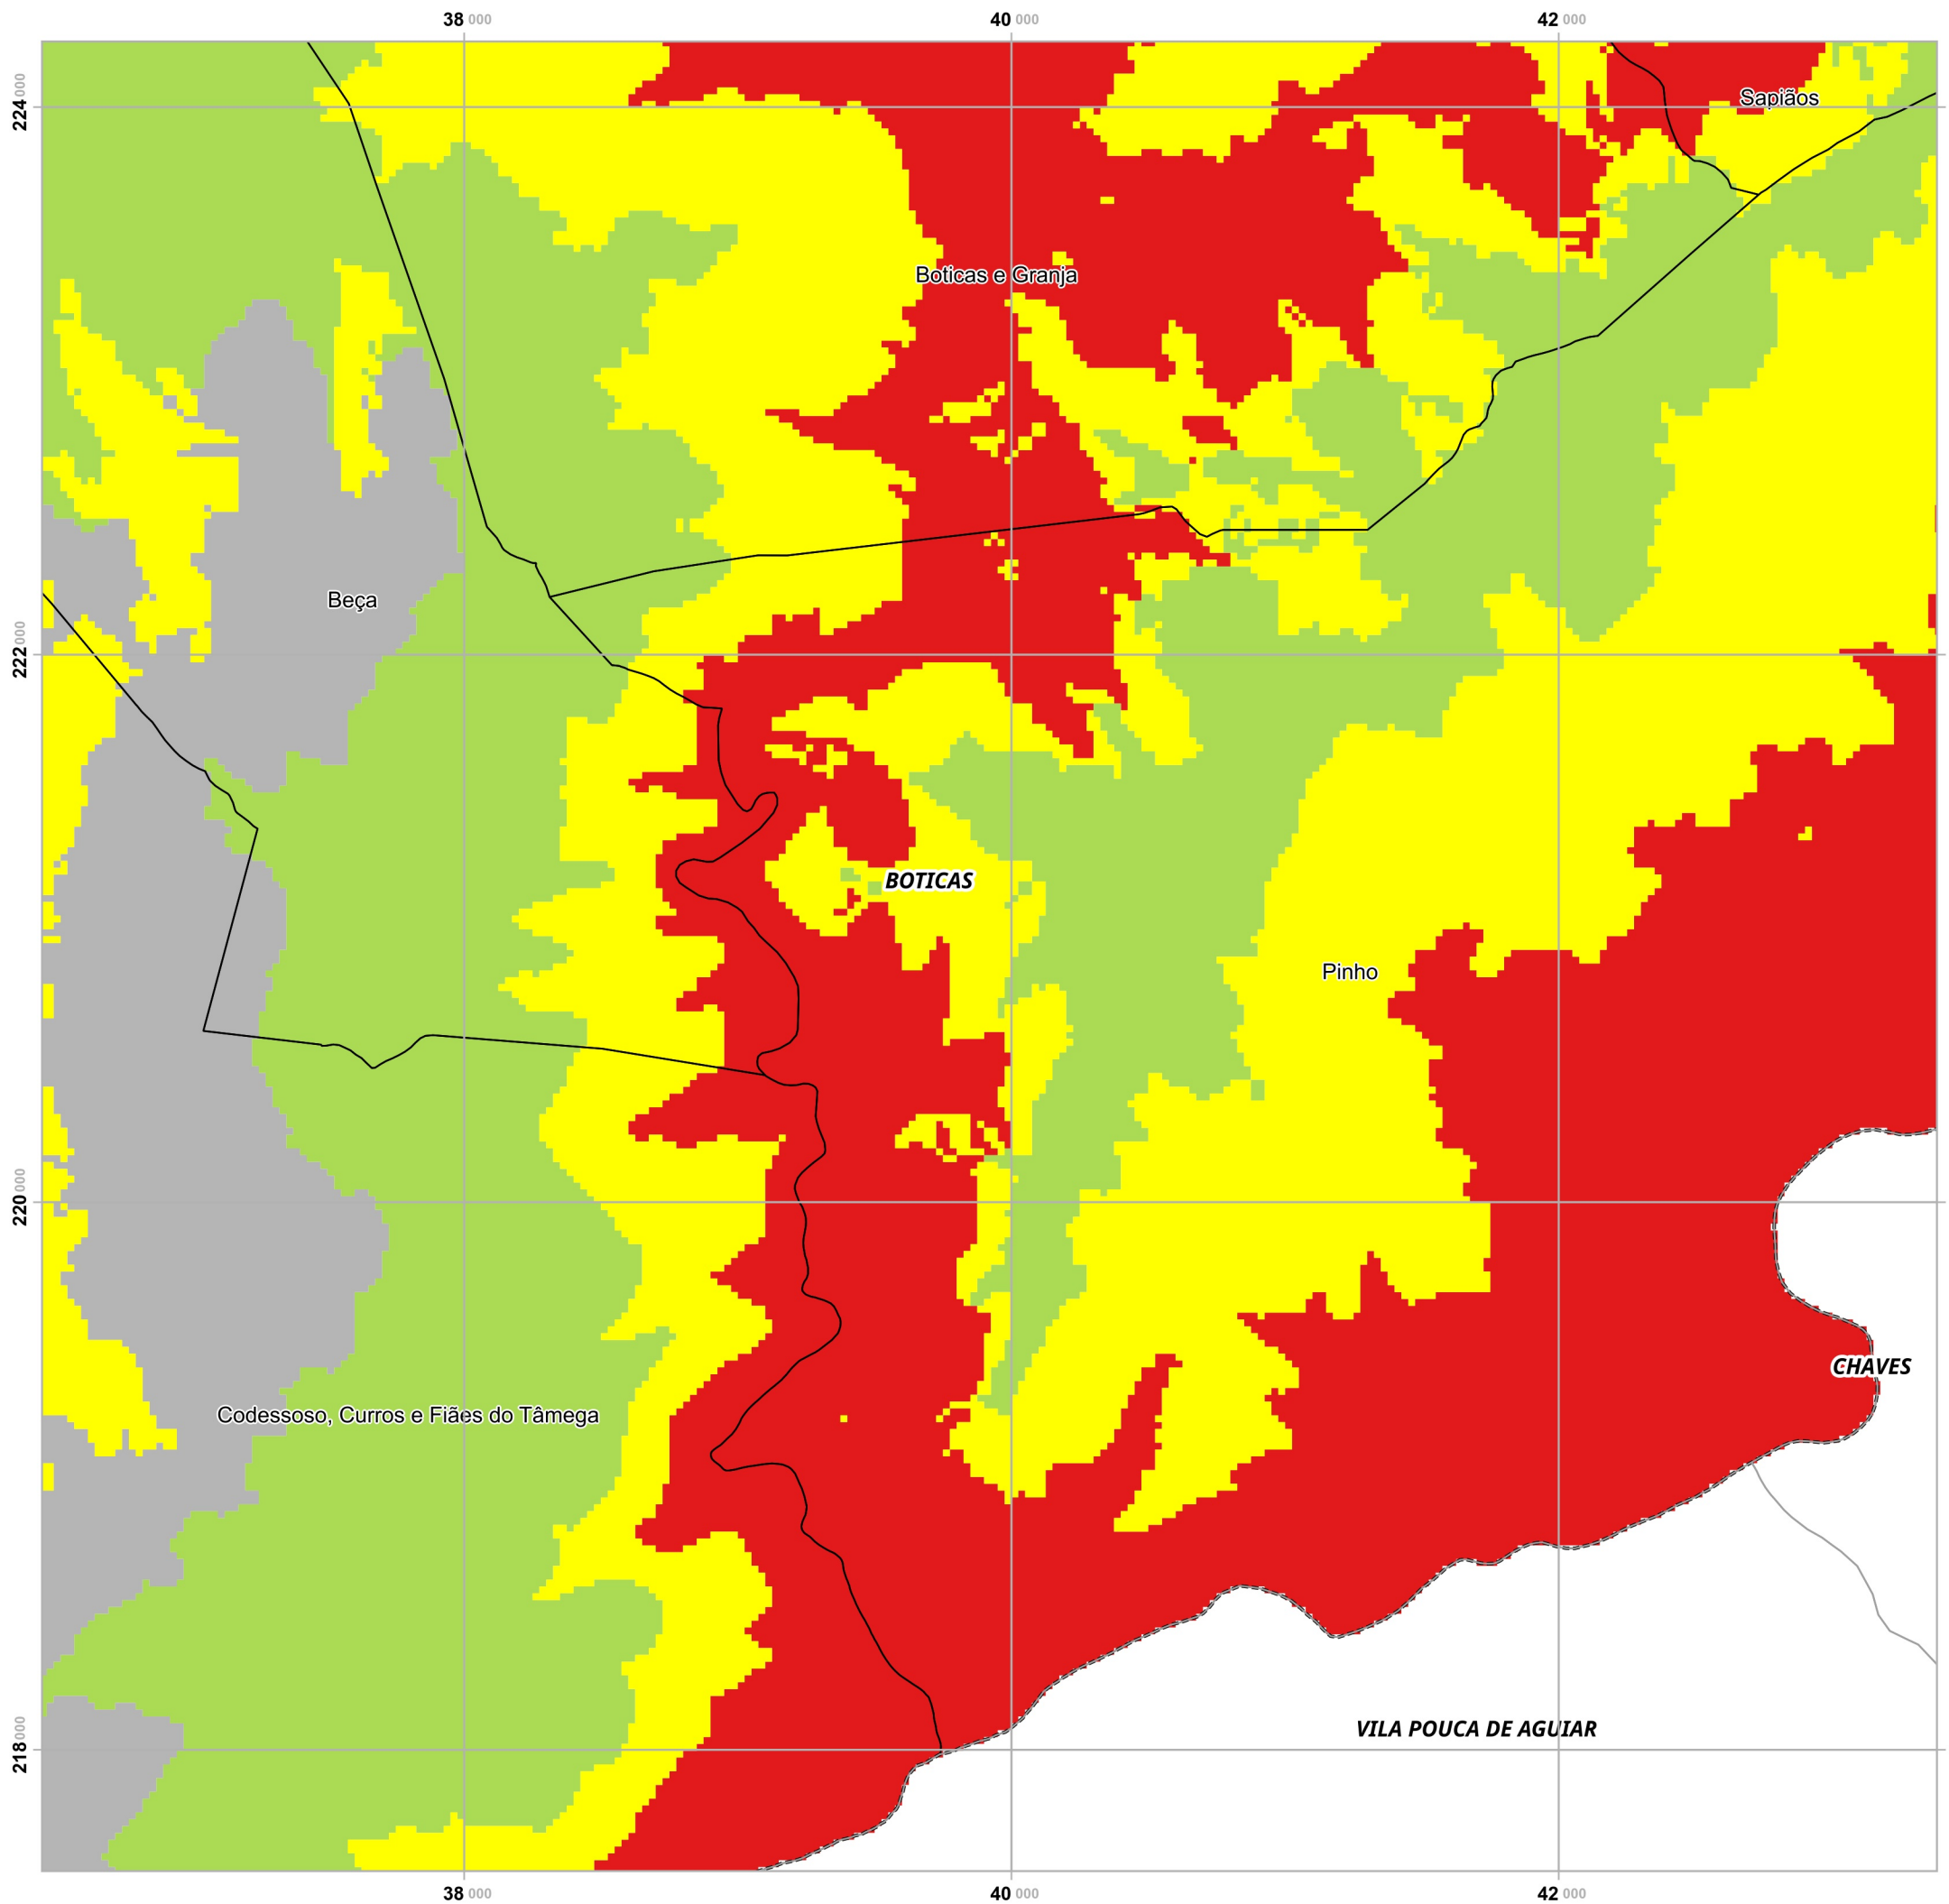 38 000 40 000 42 000
224 000
Sapiãos
Boticas e Granja
222 000
Beça
BOTICAS
Pinho
220 000
CHAVES
Codessoso, Curros e Fiães do Tâmega
VILA POUCA DE AGUIAR
218 000
38 000 40 000 42 000